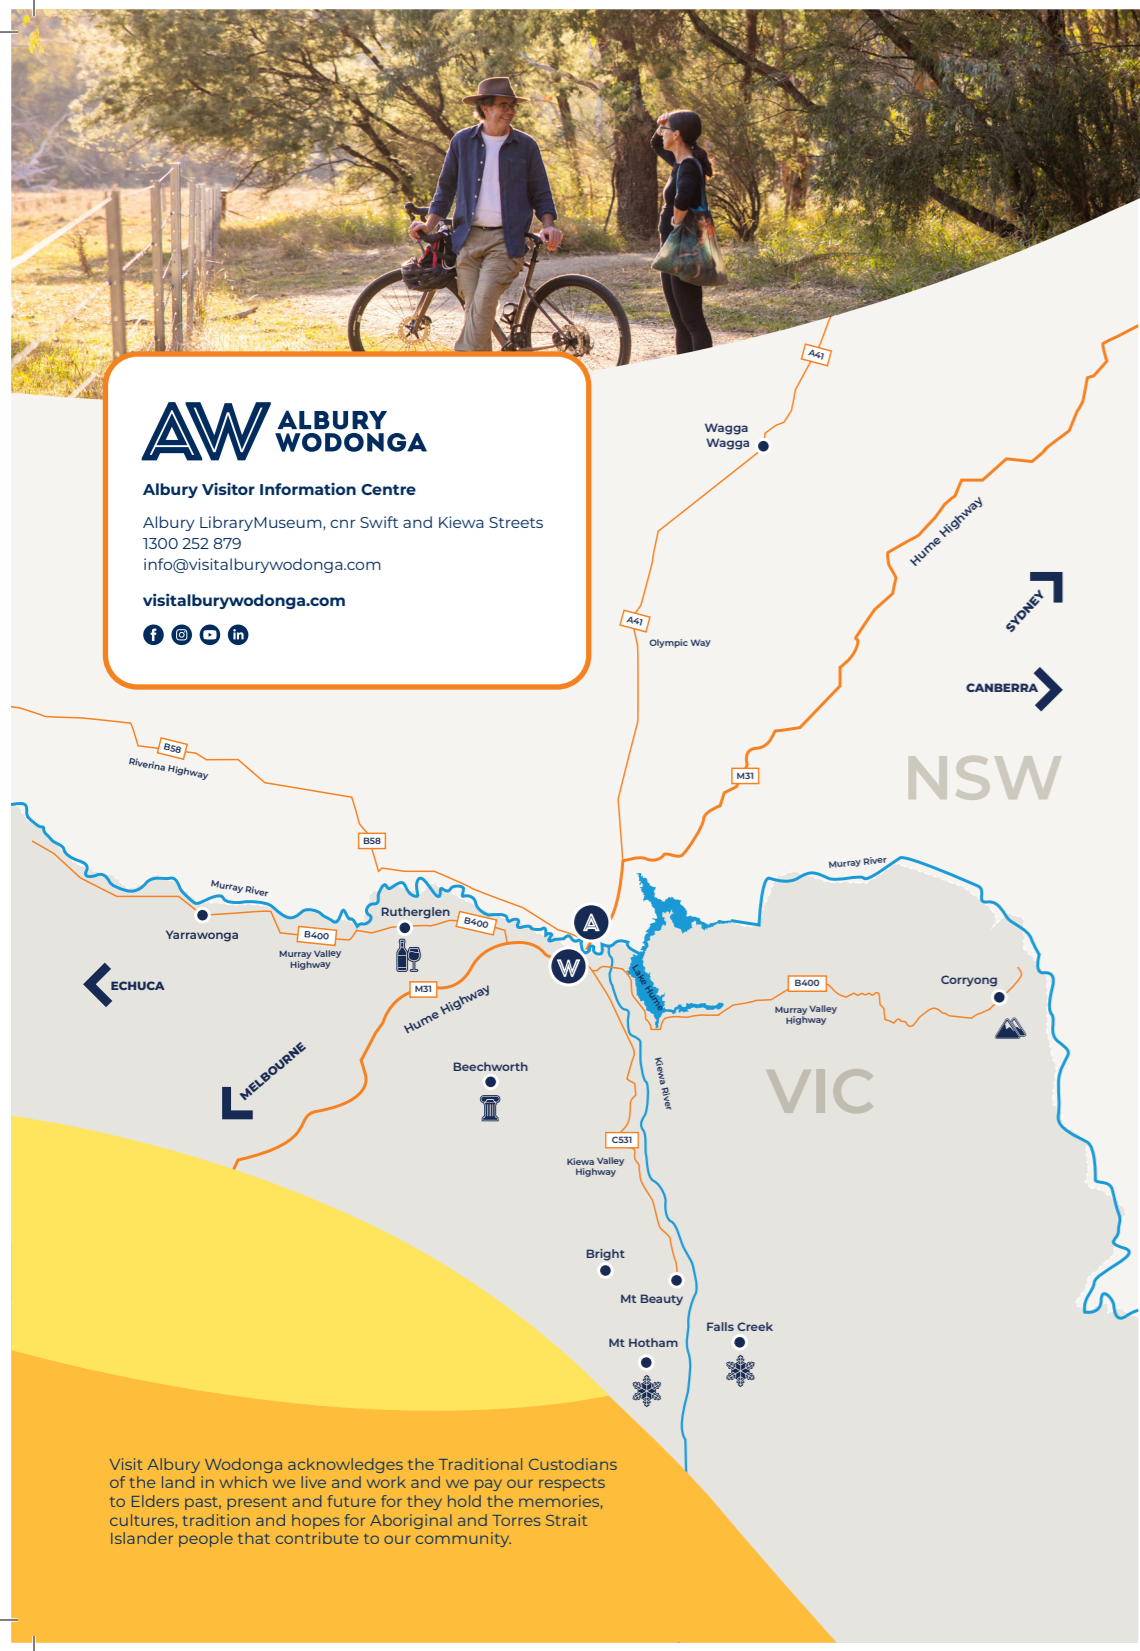 AW ALBURY
WODONGA
Albury Visitor Information Centre
Albury LibraryMuseum, cnr Swift and Kiewa Streets
1300 252 879
info@visitalburywodonga.com
visitalburywodonga.com
A41
Wagga
Wagga
Hume Highway
SYDNEY
A41
Olympic Way
CANBERRA
B58
Riverina Highway
M31
NSW
B58
Murray River
Murray River
Rutherglen
B400
A
Yarrawonga
B400
Murray Valley
Highway
W
Lake Hume
ECHUCA
M31
Hume Highway
B400
Corryong
Murray Valley
Highway
MELBOURNE
Beechworth
Kiewa River
VIC
C531
Kiewa Valley
Highway
Bright
Mt Beauty
Falls Creek
Mt Hotham
Visit Albury Wodonga acknowledges the Traditional Custodians
of the land in which we live and work and we pay our respects
to Elders past, present and future for they hold the memories,
cultures, tradition and hopes for Aboriginal and Torres Strait
Islander people that contribute to our community.